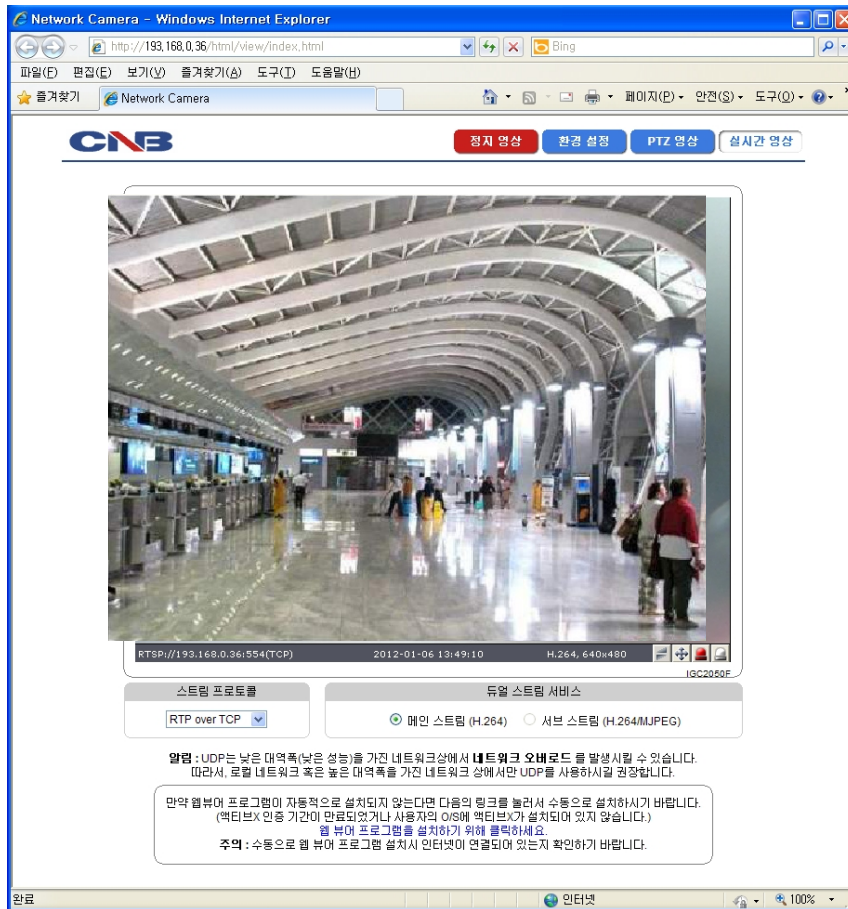 Network Camera - Windows Internet Explorer
http://193.168.0.36/html/view/index.html
Bing
파일(F) 편집(E) 보기(V) 즐겨찾기(A) 도구(T) 도움말(H)
즐겨찾기 Network Camera 페이지(P) 안전(S) 도구(O)
CNB
정지 영상 환경 설정 PTZ 영상 실시간 영상
RTSP://193.168.0.36:554(TCP) 2012-01-06 13:49:10 H.264, 640x480
IGC2050F
스트림 프로토콜 듀얼 스트림 서비스
RTP over TCP 메인 스트림 (H.264) 서브 스트림 (H.264/MJPEG)
알림 : UDP는 낮은 대역폭(낮은 성능)을 가진 네트워크상에서 네트워크 오버로드 를 발생시킬 수 있습니다.
따라서, 로컬 네트워크 혹은 높은 대역폭을 가진 네트워크 상에서만 UDP를 사용하시길 권장합니다.
만약 웹뷰어 프로그램이 자동적으로 설치되지 않는다면 다음의 링크를 눌러서 수동으로 설치하시기 바랍니다.
(액티브X 인증 기간이 만료되었거나 사용자의 O/S에 액티브X가 설치되어 있지 않습니다.)
웹 뷰어 프로그램을 설치하기 위해 클릭하세요.
주의 : 수동으로 웹 뷰어 프로그램 설치시 인터넷이 연결되어 있는지 확인하기 바랍니다.
완료 인터넷 100%